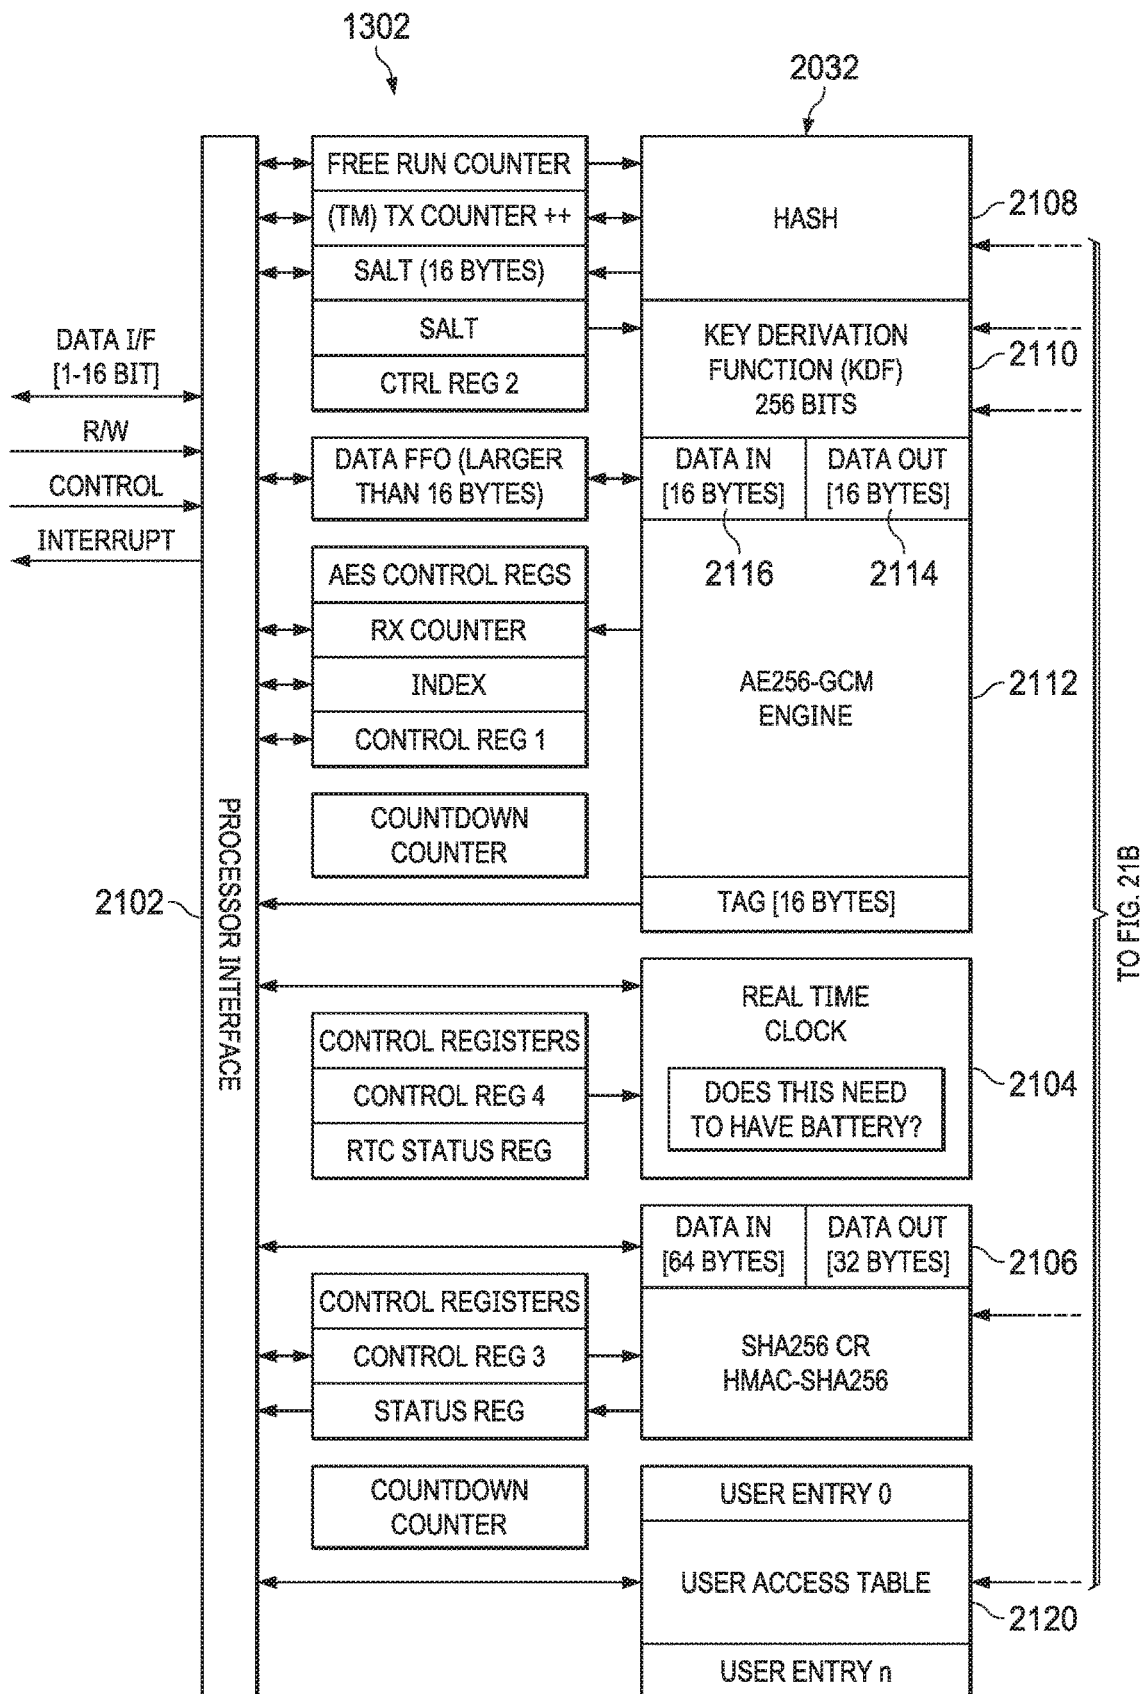 1302
2032
FREE RUN COUNTER
(TM) TX COUNTER ++
SALT (16 BYTES)
SALT
CTRL REG 2
HASH
2108
KEY DERIVATION
FUNCTION (KDF)
256 BITS
2110
DATA I/F
[1-16 BIT]
R/W
CONTROL
INTERRUPT
DATA FFO (LARGER
THAN 16 BYTES)
DATA IN
[16 BYTES]
DATA OUT
[16 BYTES]
2116
2114
AES CONTROL REGS
RX COUNTER
INDEX
CONTROL REG 1
AE256-GCM
ENGINE
2112
COUNTDOWN
COUNTER
TAG [16 BYTES]
2102
PROCESSOR INTERFACE
TO FIG. 21B
REAL TIME
CLOCK
DOES THIS NEED
TO HAVE BATTERY?
2104
CONTROL REGISTERS
CONTROL REG 4
RTC STATUS REG
DATA IN
[64 BYTES]
DATA OUT
[32 BYTES]
2106
CONTROL REGISTERS
CONTROL REG 3
STATUS REG
SHA256 CR
HMAC-SHA256
COUNTDOWN
COUNTER
USER ENTRY 0
USER ACCESS TABLE
2120
USER ENTRY n